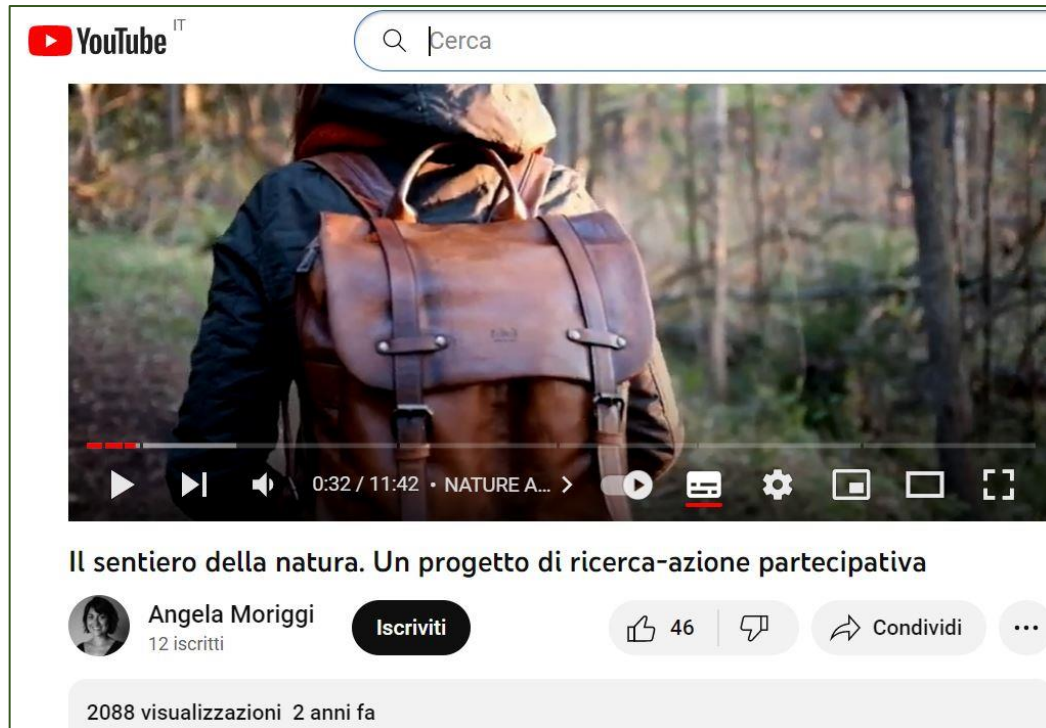 YouTube IT
Cerca
0:32 / 11:42 • NATURE A... >
Il sentiero della natura. Un progetto di ricerca-azione partecipativa
Angela Moriggi
12 iscritti
Iscriviti
46
Condividi
...
2088 visualizzazioni 2 anni fa